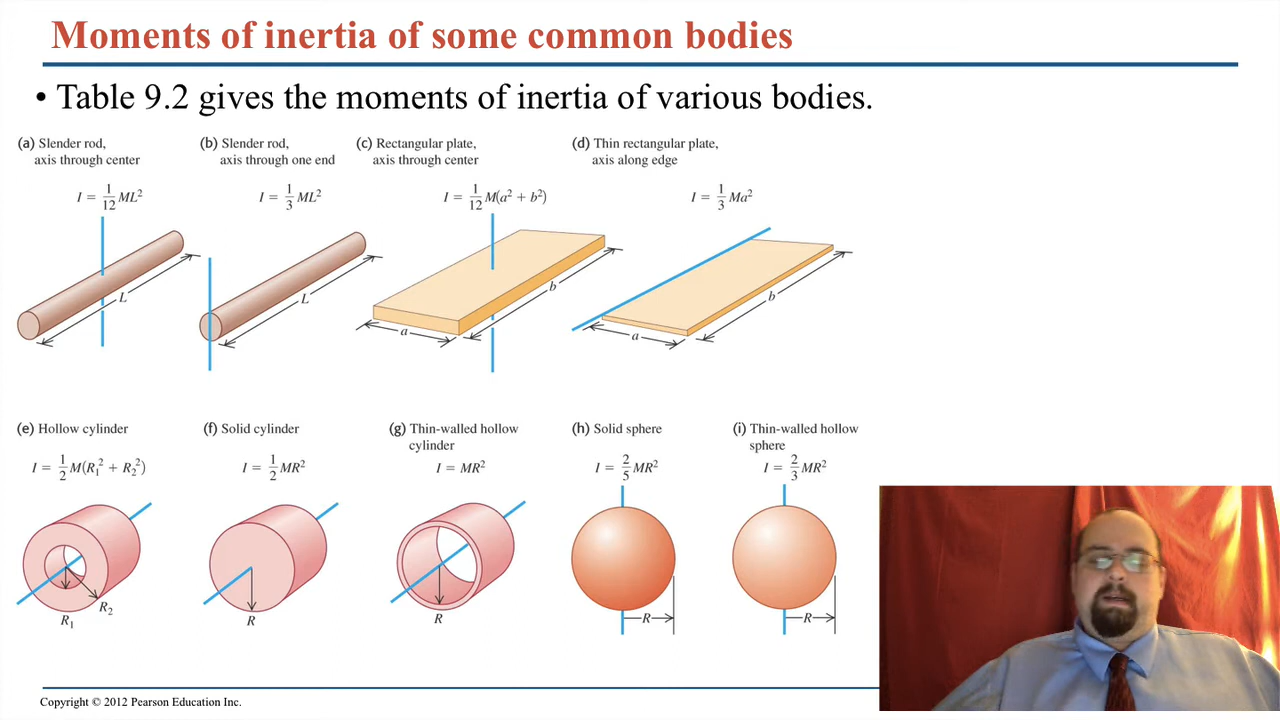 Moments of inertia of some common bodies
• Table 9.2 gives the moments of inertia of various bodies.
(a) Slender rod,
axis through center
I = 1/12 ML²
L
(b) Slender rod,
axis through one end
I = 1/3 ML²
L
(c) Rectangular plate,
axis through center
I = 1/12 M(a² + b²)
b
a
(d) Thin rectangular plate,
axis along edge
I = 1/3 Ma²
b
a
(e) Hollow cylinder
I = 1/2 M(R₁² + R₂²)
R₂
R₁
(f) Solid cylinder
I = 1/2 MR²
R
(g) Thin-walled hollow
cylinder
I = MR²
R
(h) Solid sphere
I = 2/5 MR²
R
(i) Thin-walled hollow
sphere
I = 2/3 MR²
R
Copyright © 2012 Pearson Education Inc.